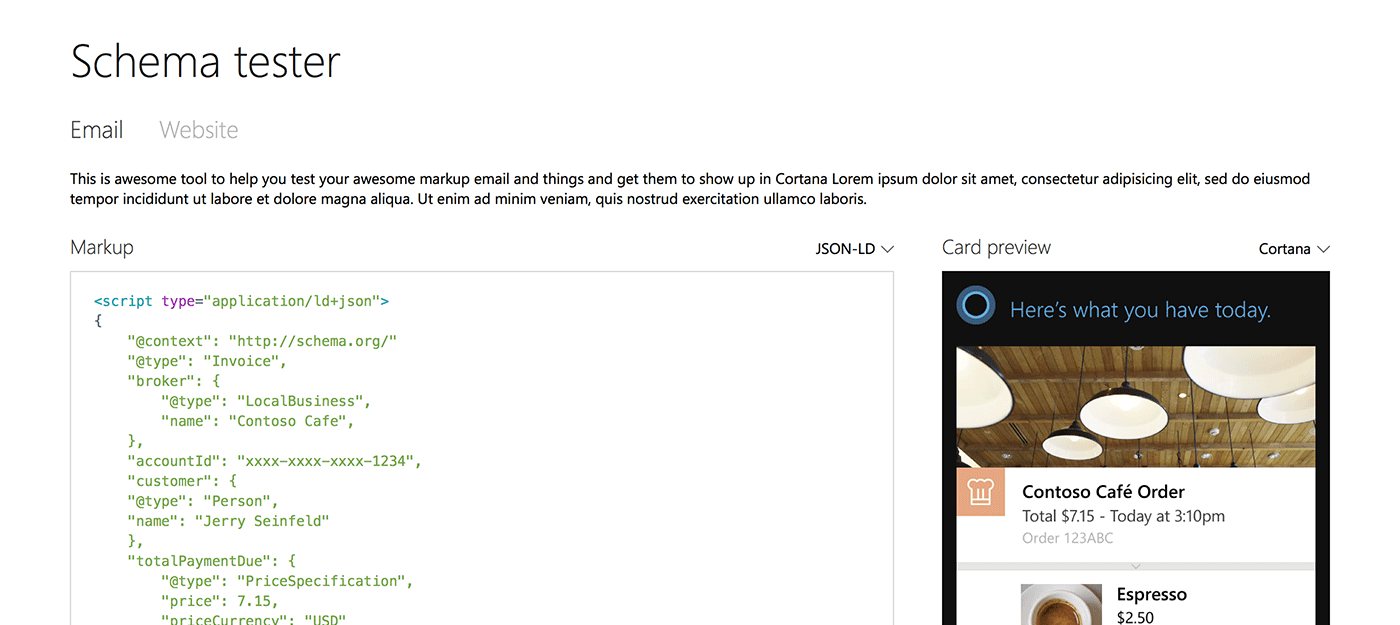 Schema tester
Email Website
This is awesome tool to help you test your awesome markup email and things and get them to show up in Cortana Lorem ipsum dolor sit amet, consectetur adipisicing elit, sed do eiusmod
tempor incididunt ut labore et dolore magna aliqua. Ut enim ad minim veniam, quis nostrud exercitation ullamco laboris.
Markup JSON-LD
<script type="application/ld+json">
{
"@context": "http://schema.org/"
"@type": "Invoice",
"broker": {
"@type": "LocalBusiness",
"name": "Contoso Cafe",
},
"accountId": "xxxx-xxxx-xxxx-1234",
"customer": {
"@type": "Person",
"name": "Jerry Seinfeld"
},
"totalPaymentDue": {
"@type": "PriceSpecification",
"price": 7.15,
"priceCurrency": "USD"
Card preview Cortana
Here's what you have today.
Contoso Café Order
Total $7.15 - Today at 3:10pm
Order 123ABC
Espresso
$2.50